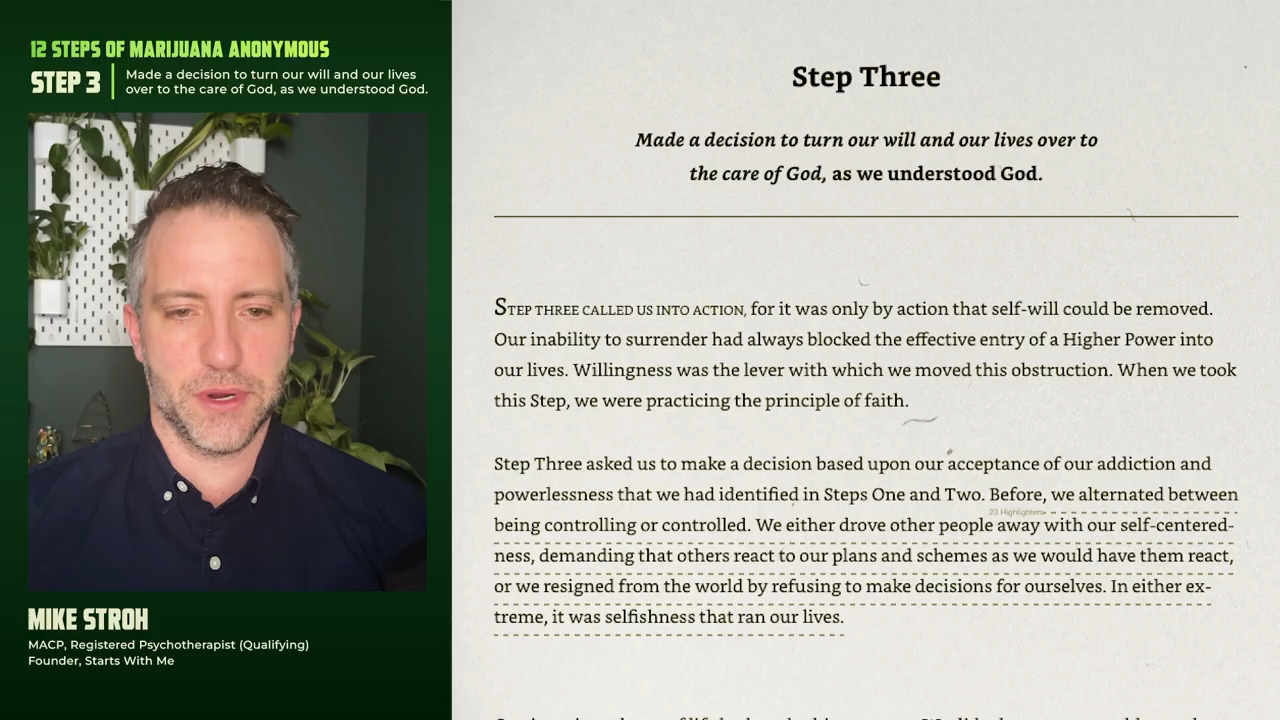 12 STEPS OF MARIJUANA ANONYMOUS
STEP 3
Made a decision to turn our will and our lives
over to the care of God, as we understood God.
MIKE STROH
MACP, Registered Psychotherapist (Qualifying)
Founder, Starts With Me
Step Three
Made a decision to turn our will and our lives over to
the care of God, as we understood God.
STEP THREE CALLED US INTO ACTION, for it was only by action that self-will could be removed.
Our inability to surrender had always blocked the effective entry of a Higher Power into
our lives. Willingness was the lever with which we moved this obstruction. When we took
this Step, we were practicing the principle of faith.
Step Three asked us to make a decision based upon our acceptance of our addiction and
powerlessness that we had identified in Steps One and Two. Before, we alternated between
23 Highlighters
being controlling or controlled. We either drove other people away with our self-centered-
ness, demanding that others react to our plans and schemes as we would have them react,
or we resigned from the world by refusing to make decisions for ourselves. In either ex-
treme, it was selfishness that ran our lives.